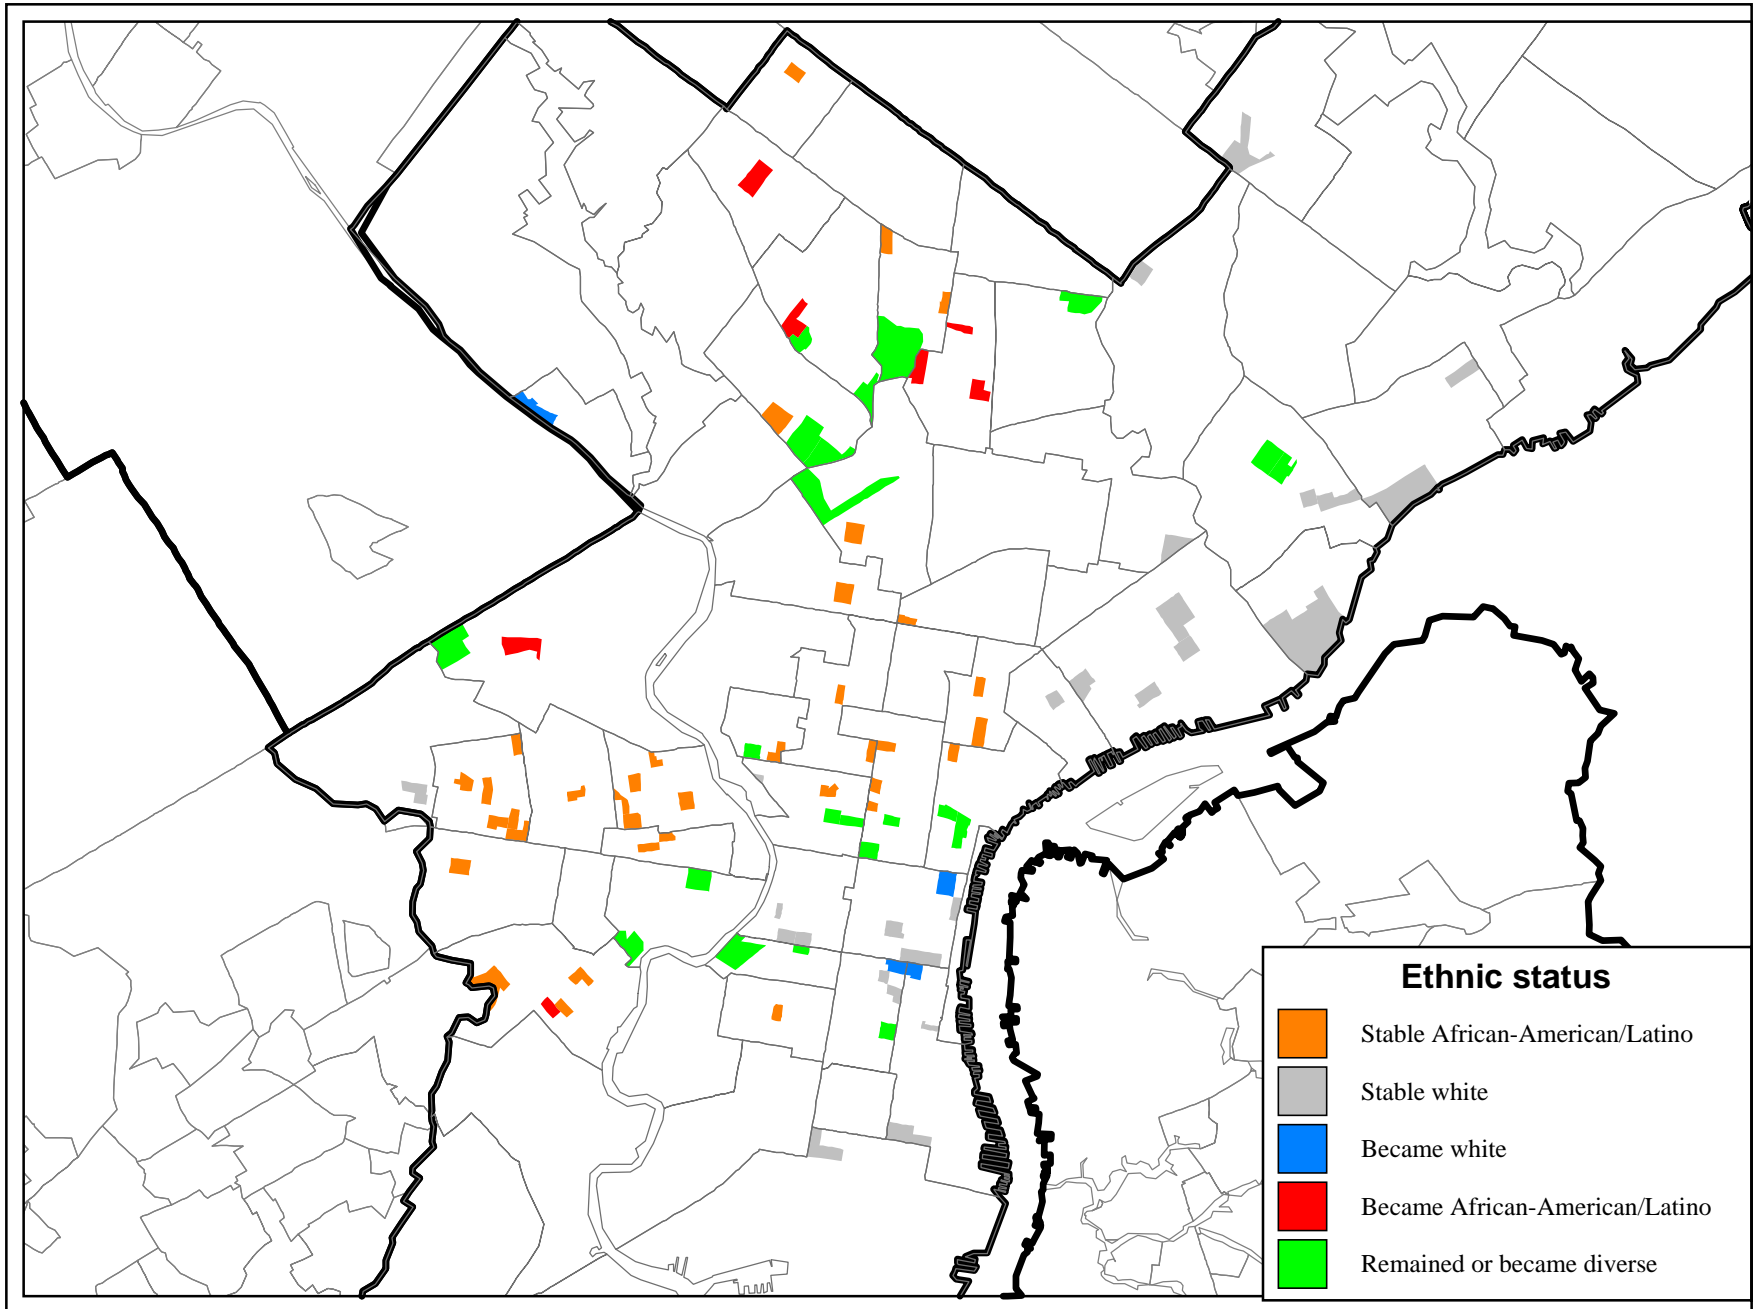 Ethnic status
Stable African-American/Latino
Stable white
Became white
Became African-American/Latino
Remained or became diverse